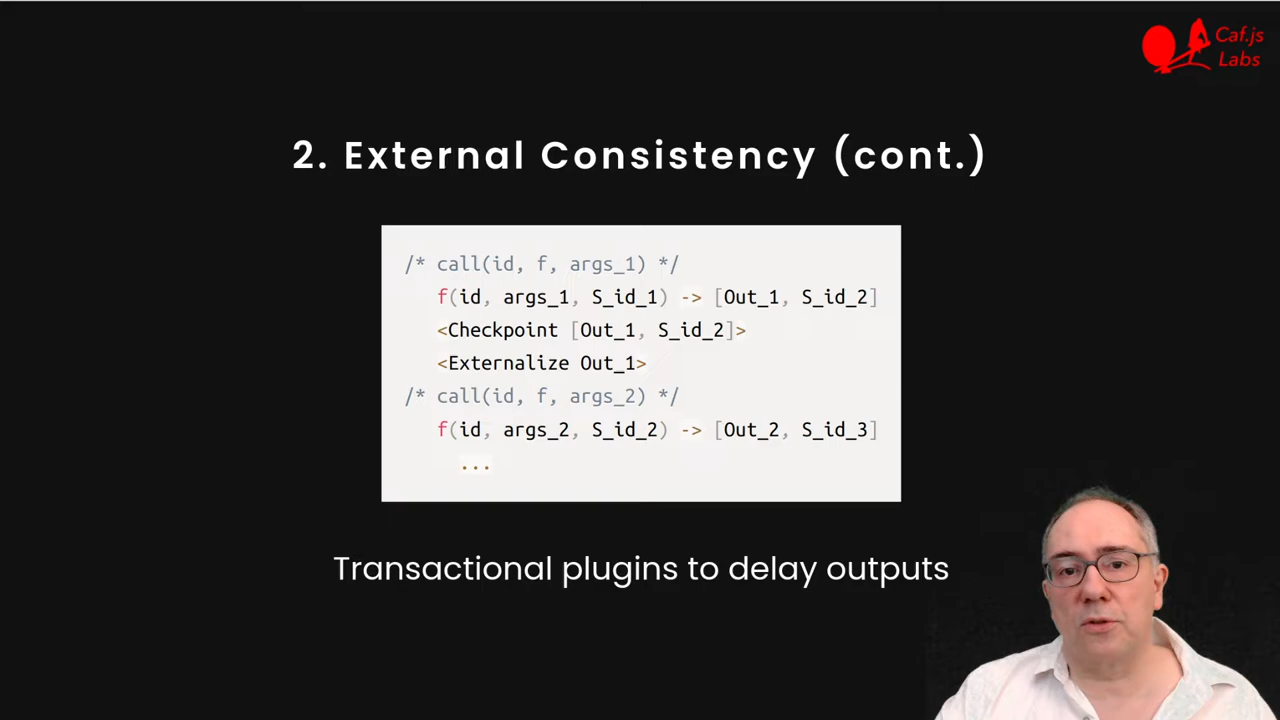 Caf.js
Labs
2. External Consistency (cont.)
/* call(id, f, args_1) */
f(id, args_1, S_id_1) -> [Out_1, S_id_2]
<Checkpoint [Out_1, S_id_2]>
<Externalize Out_1>
/* call(id, f, args_2) */
f(id, args_2, S_id_2) -> [Out_2, S_id_3]
...
Transactional plugins to delay outputs